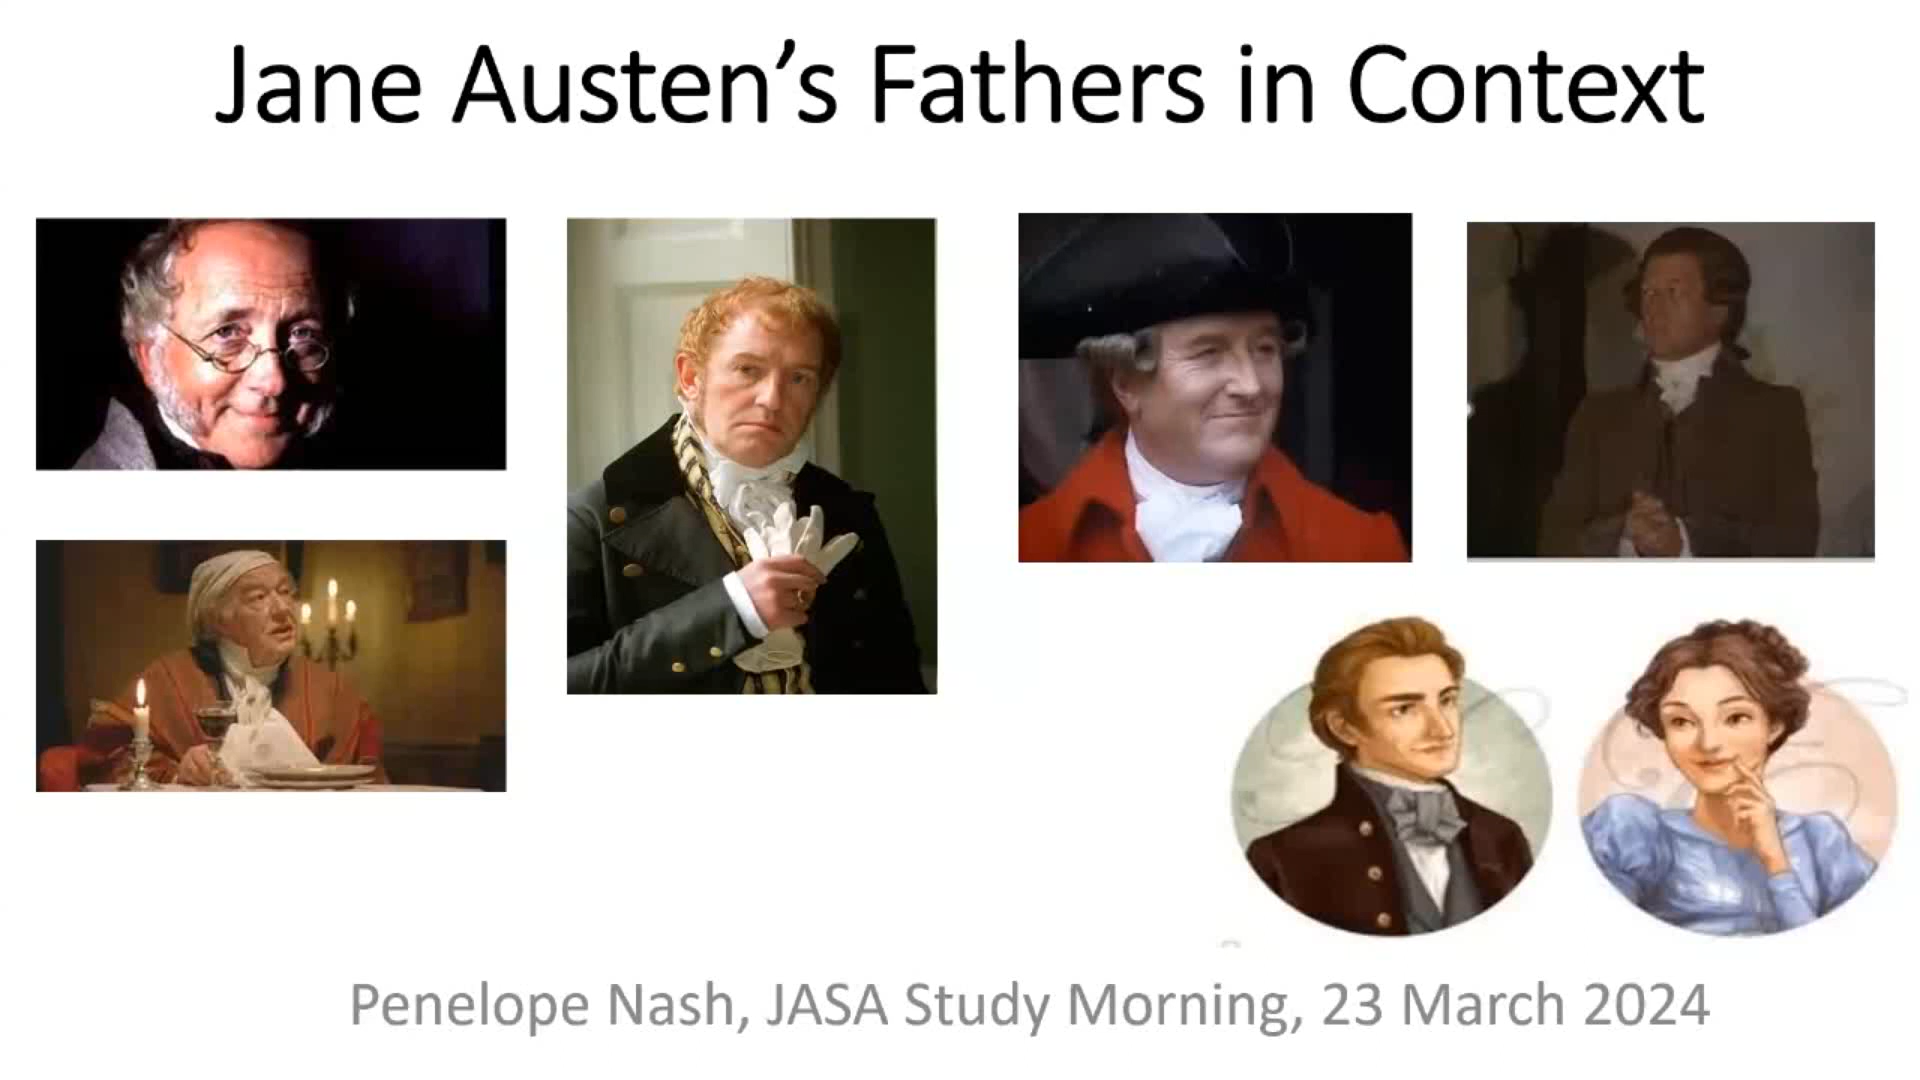 Jane Austen’s Fathers in Context
Penelope Nash, JASA Study Morning, 23 March 2024